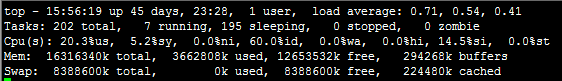 top - 15:56:19 up 45 days, 23:28,  1 user,  load average: 0.71, 0.54, 0.41
Tasks: 202 total,   7 running, 195 sleeping,   0 stopped,   0 zombie
Cpu(s): 20.3%us,  5.2%sy,  0.0%ni, 60.0%id,  0.0%wa,  0.0%hi, 14.5%si,  0.0%st
Mem:  16316340k total,  3662808k used, 12653532k free,   294268k buffers
Swap:  8388600k total,        0k used,  8388600k free,   224480k cached